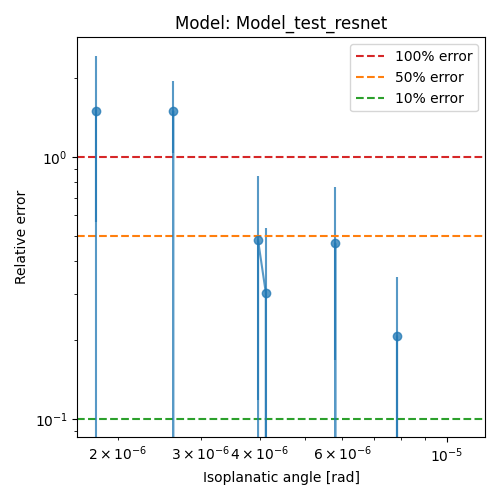 Model: Model_test_resnet
100% error
50% error
10% error
Relative error
10⁰
10⁻¹
2 × 10⁻⁶
3 × 10⁻⁶
4 × 10⁻⁶
6 × 10⁻⁶
10⁻⁵
Isoplanatic angle [rad]